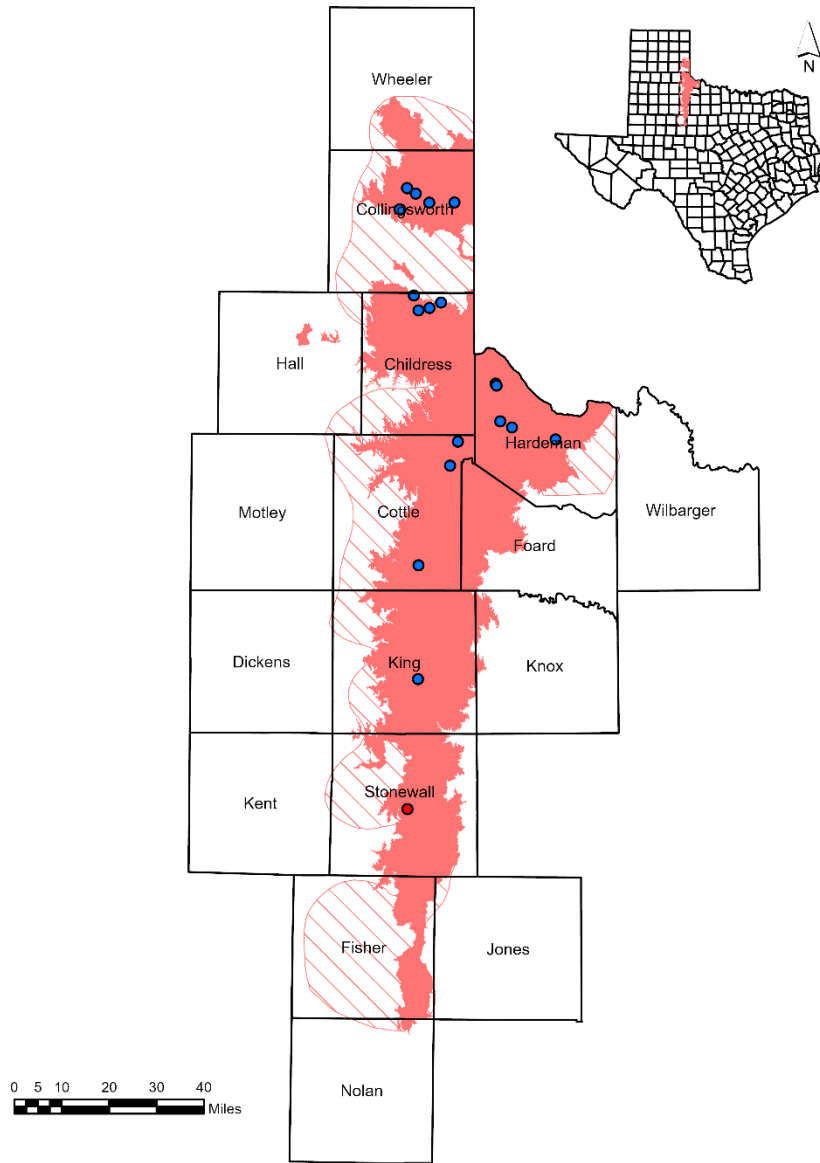 Wheeler
N
Collingsworth
Hall
Childress
Hardeman
Motley
Cottle
Wilbarger
Foard
Dickens
King
Knox
Kent
Stonewall
Fisher
Jones
0 5 10 20 30 40
Miles
Nolan